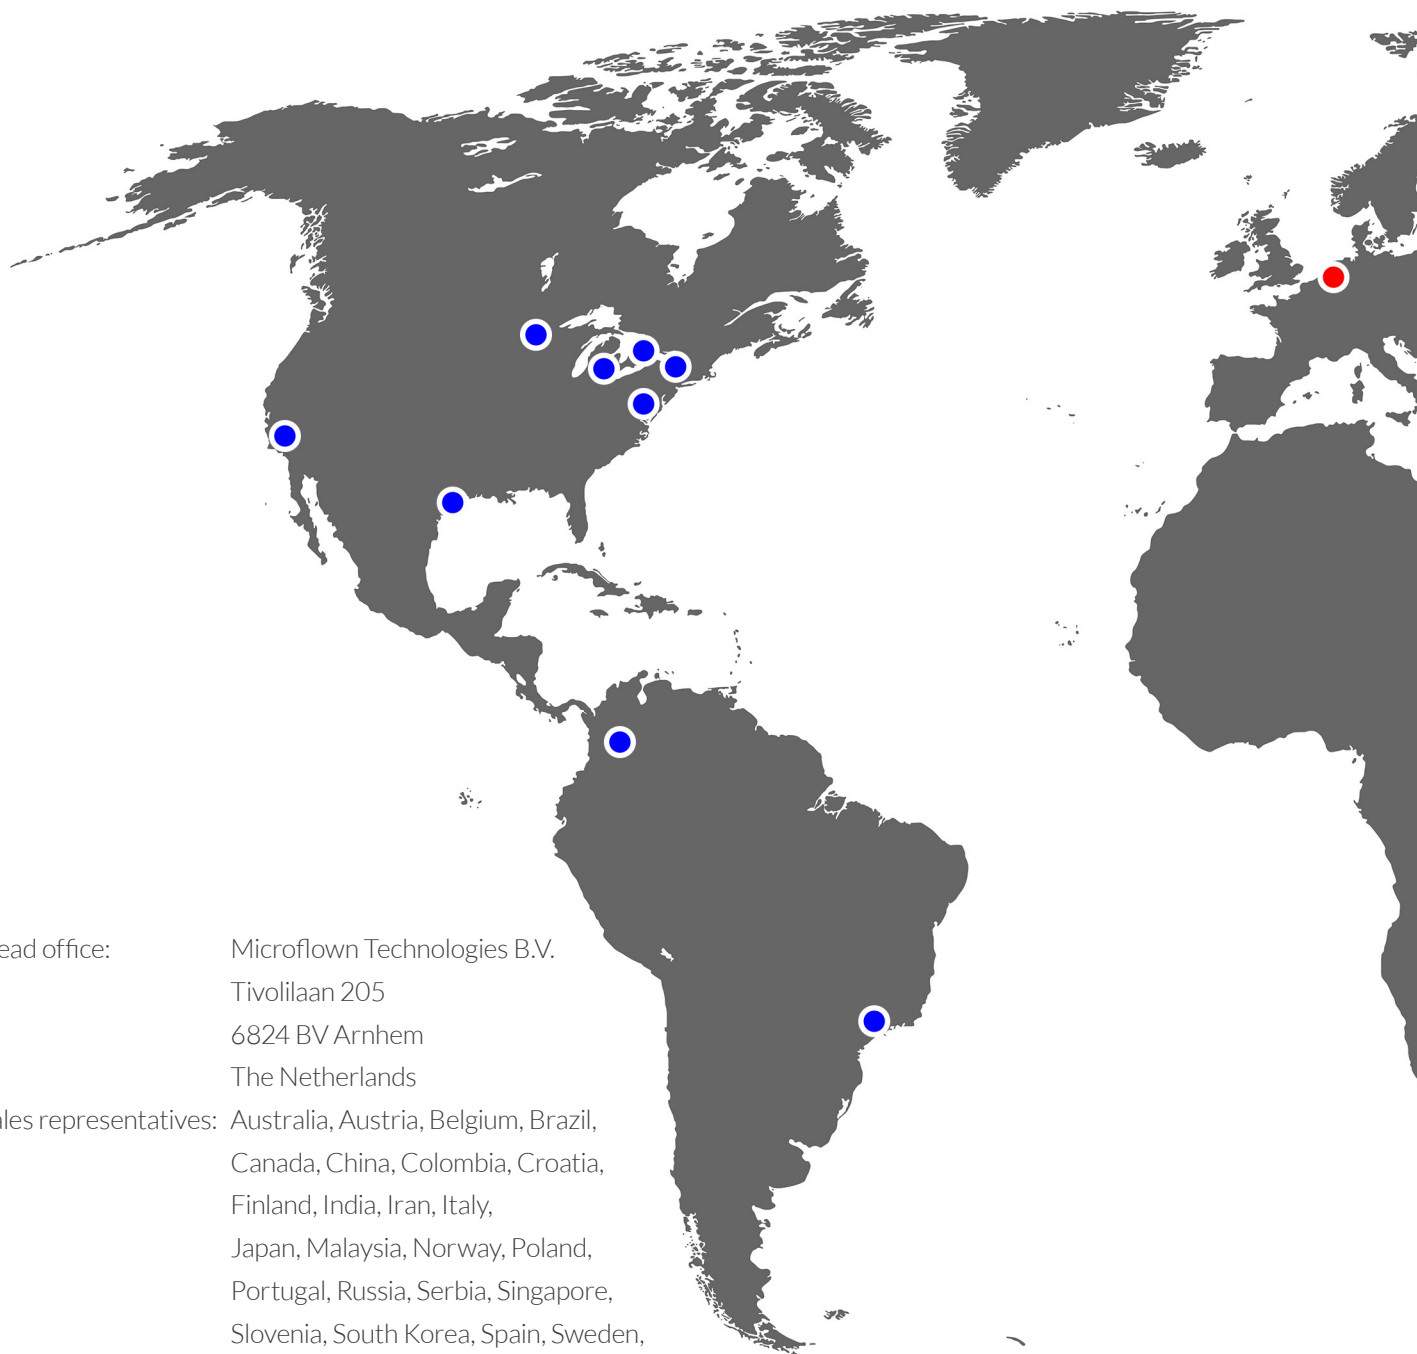 ead office: Microflown Technologies B.V.
Tivolilaan 205
6824 BV Arnhem
The Netherlands
ales representatives: Australia, Austria, Belgium, Brazil,
Canada, China, Colombia, Croatia,
Finland, India, Iran, Italy,
Japan, Malaysia, Norway, Poland,
Portugal, Russia, Serbia, Singapore,
Slovenia, South Korea, Spain, Sweden,